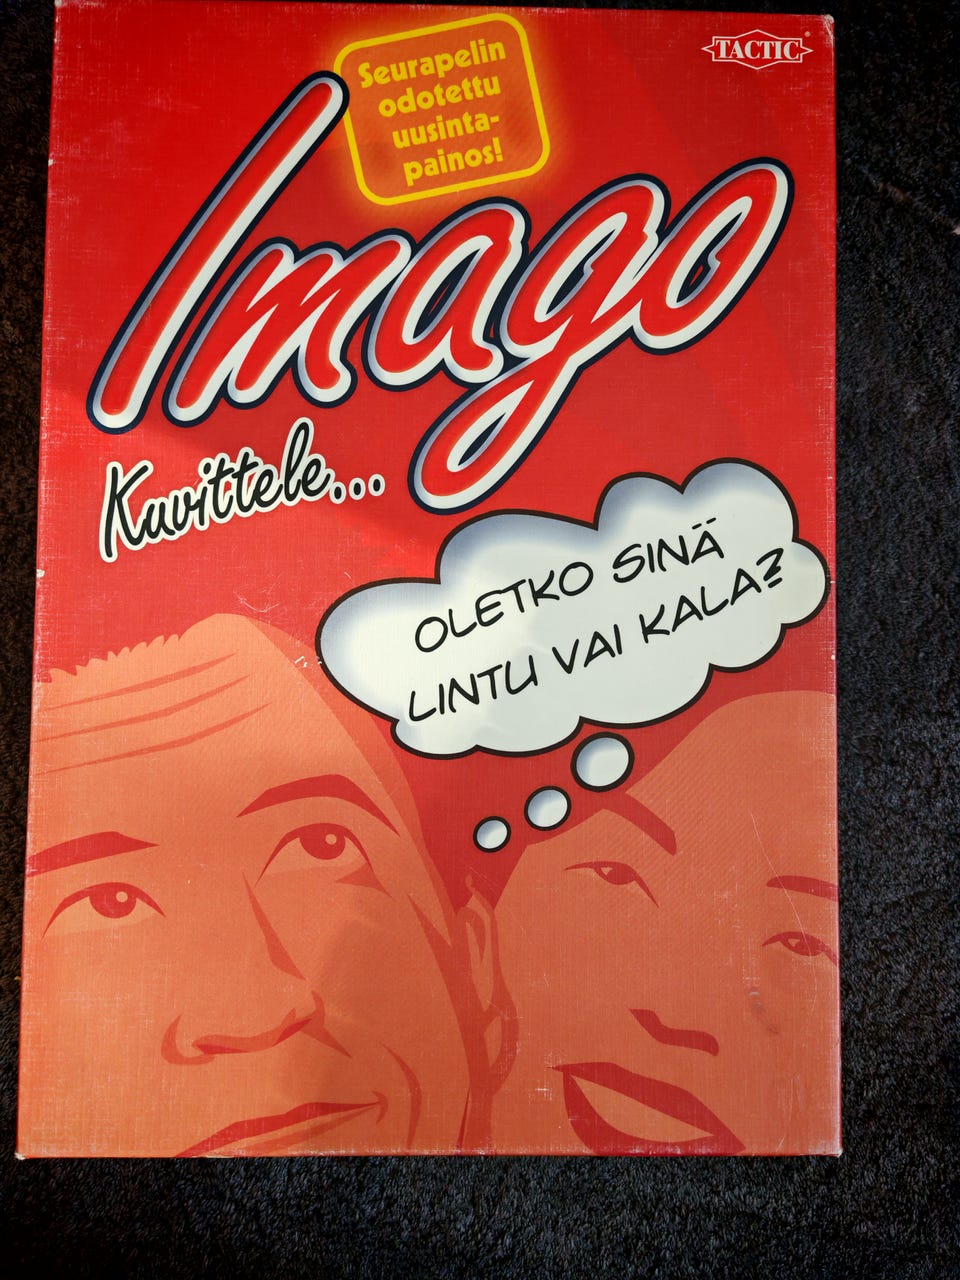 TACTIC
Seurapelin
odotettu
uusinta-
painos!
Imago
Kuvittele...
OLETKO SINÄ
LINTU VAI KALA?